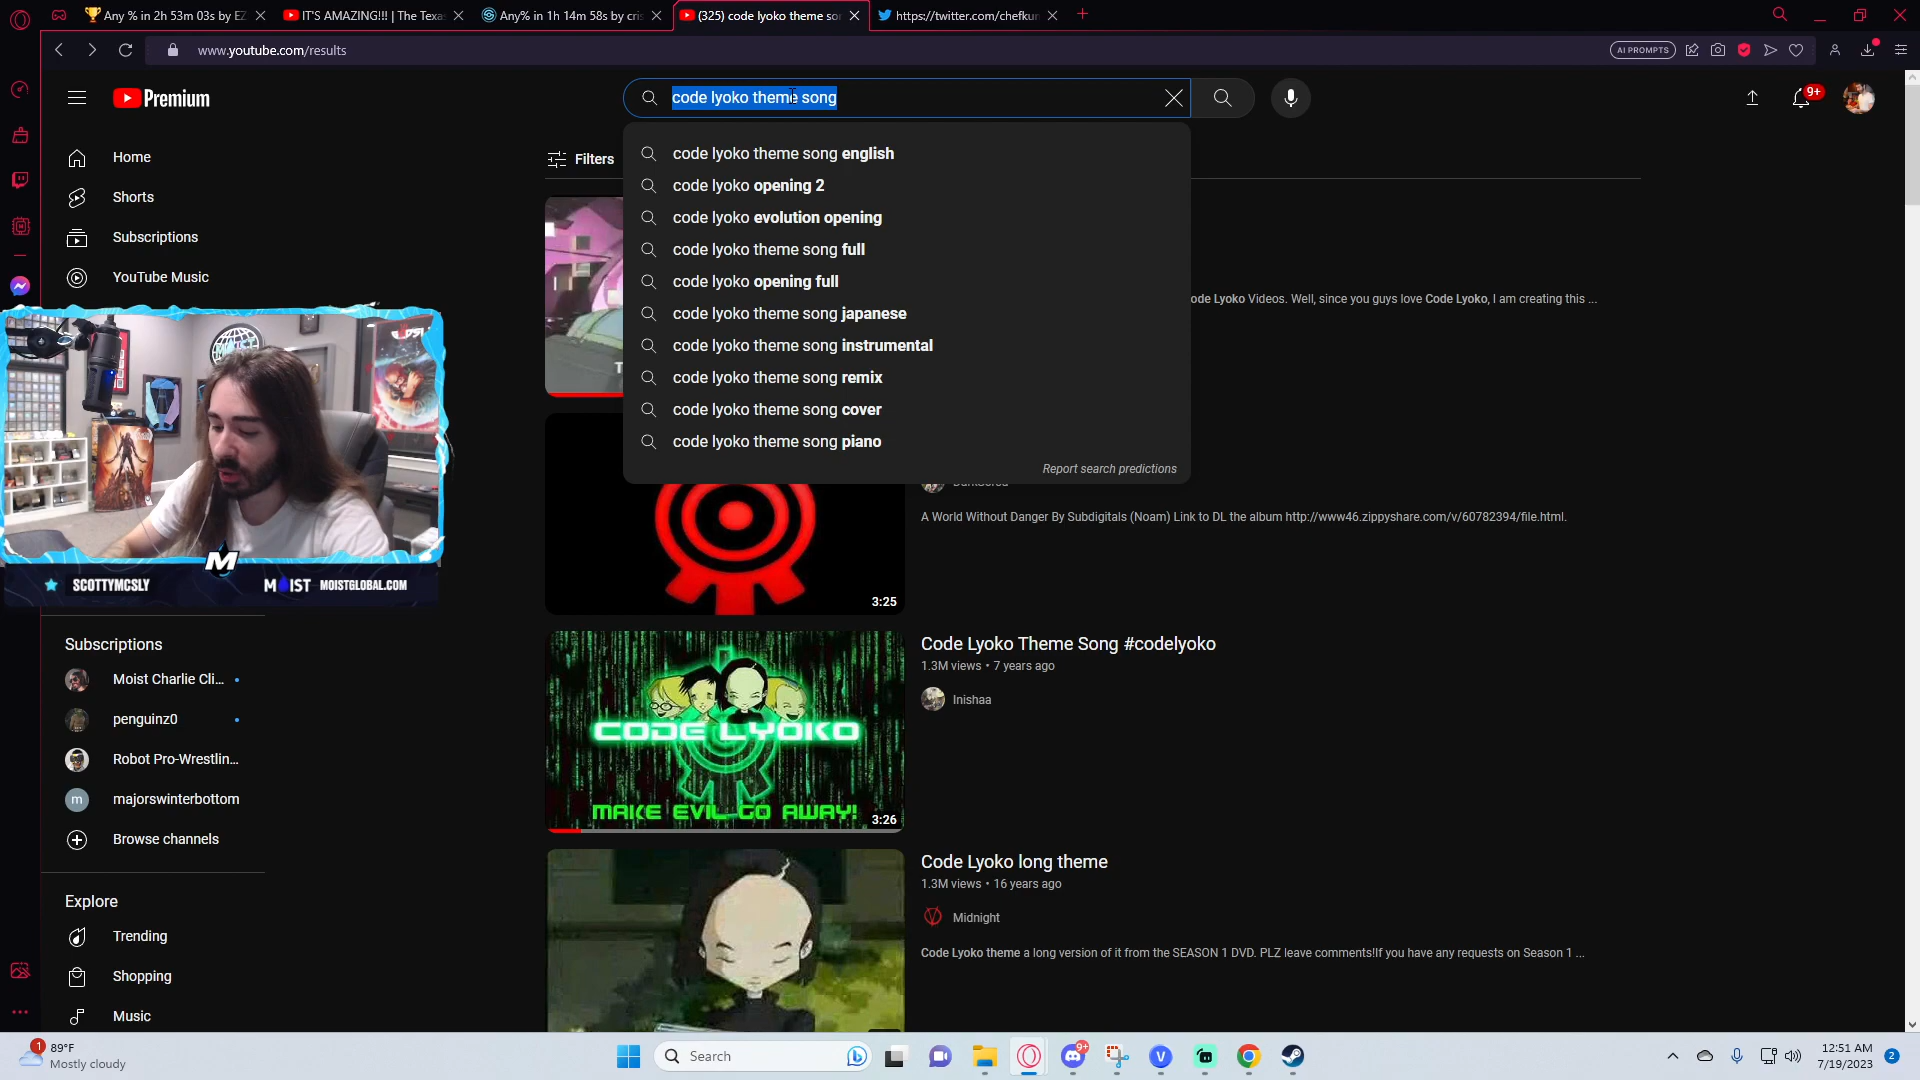 Any % in 2h 53m 03s by EZ
IT'S AMAZING!!! | The Texa
Any% in 1h 14m 58s by cris
(325) code lyoko theme so
https://twitter.com/chefkun
www.youtube.com/results
AI PROMPTS
Premium
code lyoko theme song
9+
Home
Shorts
Subscriptions
YouTube Music
Filters
code lyoko theme song english
code lyoko opening 2
code lyoko evolution opening
code lyoko theme song full
code lyoko opening full
code lyoko theme song japanese
code lyoko theme song instrumental
code lyoko theme song remix
code lyoko theme song cover
code lyoko theme song piano
Report search predictions
ode Lyoko Videos. Well, since you guys love Code Lyoko, I am creating this ...
MOIST
M
SCOTTYMCSLY
MOIST MOISTGLOBAL.COM
A World Without Danger By Subdigitals (Noam) Link to DL the album http://www46.zippyshare.com/v/60782394/file.html.
3:25
CODE LYOKO
MAKE EVIL GO AWAY!
3:26
Code Lyoko Theme Song #codelyoko
1.3M views • 7 years ago
Inishaa
Code Lyoko long theme
1.3M views • 16 years ago
Midnight
Code Lyoko theme a long version of it from the SEASON 1 DVD. PLZ leave comments!If you have any requests on Season 1 ...
Subscriptions
Moist Charlie Cli...
penguinz0
Robot Pro-Wrestlin...
m
majorswinterbottom
Browse channels
Explore
Trending
Shopping
Music
1
89°F
Mostly cloudy
Search
9+
V
12:51 AM
7/19/2023
2